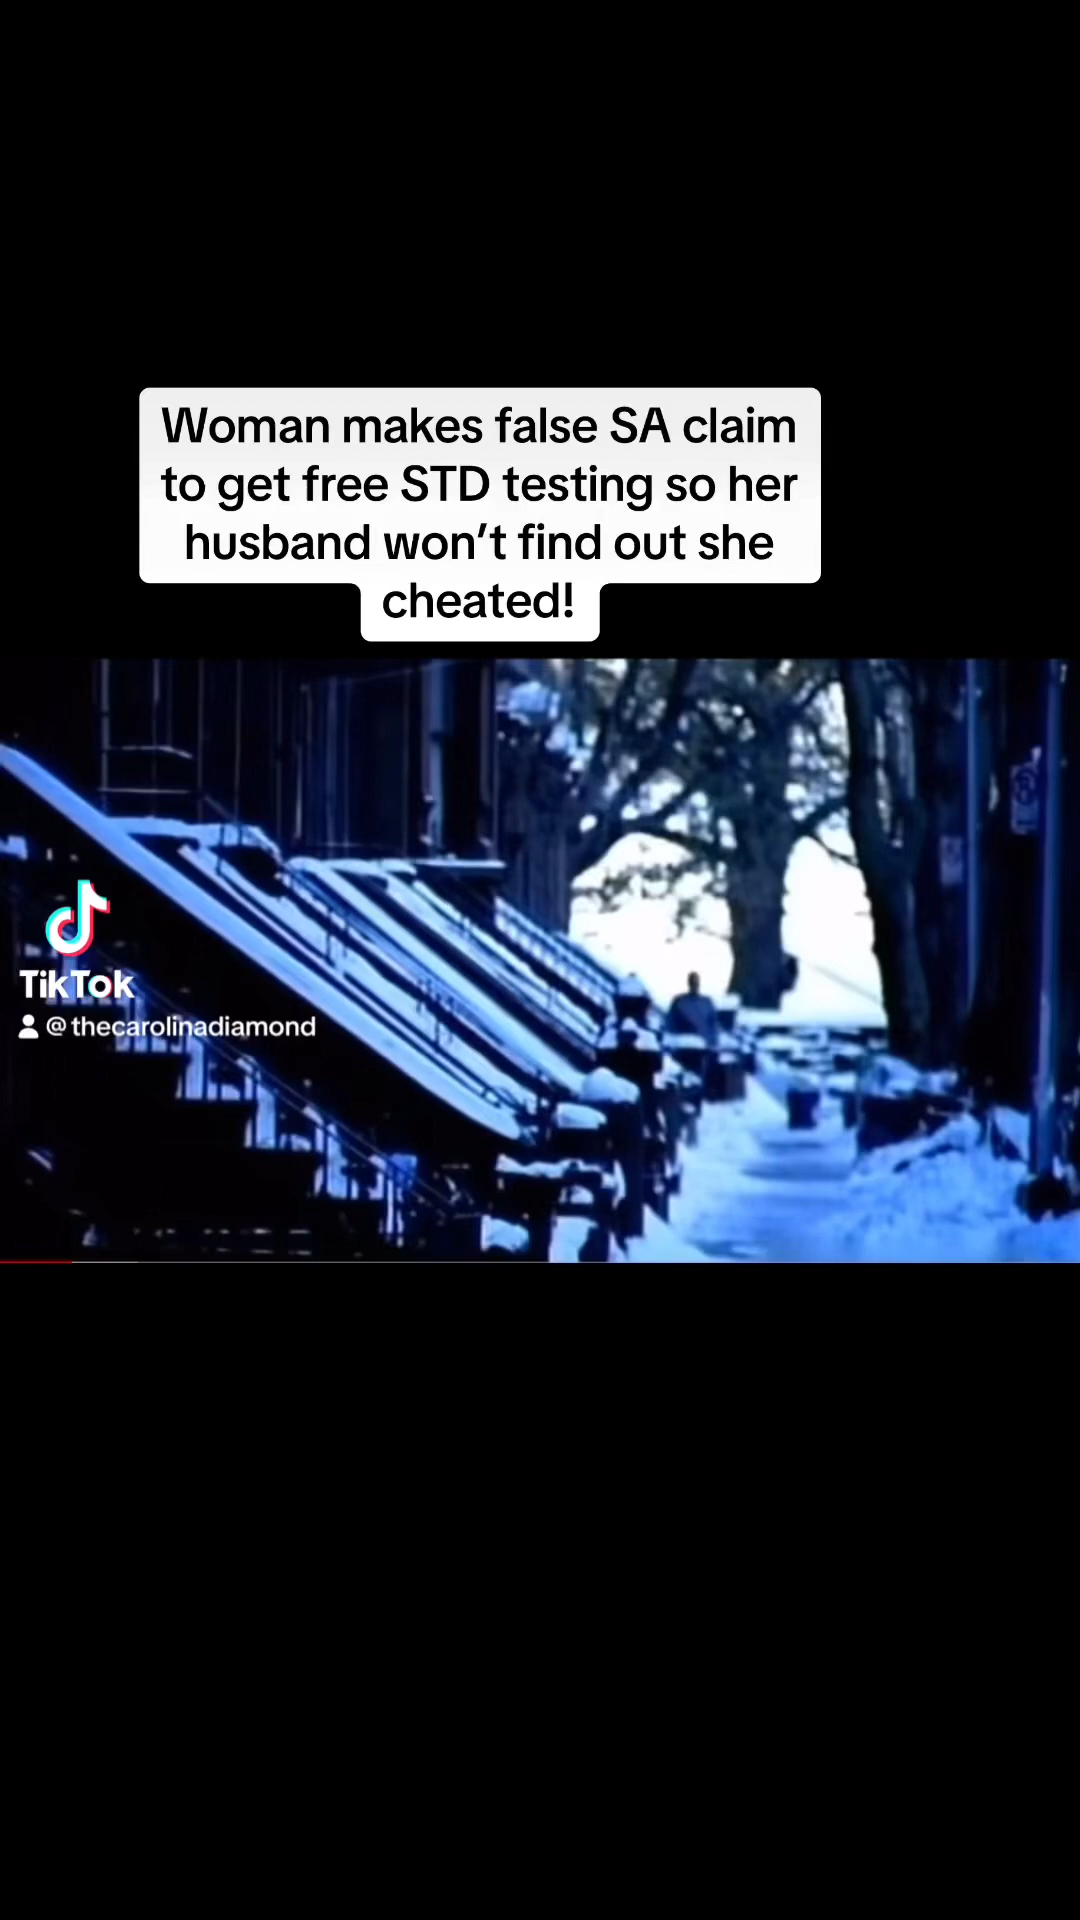 Woman makes false SA claim
to get free STD testing so her
husband won't find out she
cheated!
TikTok
@thecarolinadiamond